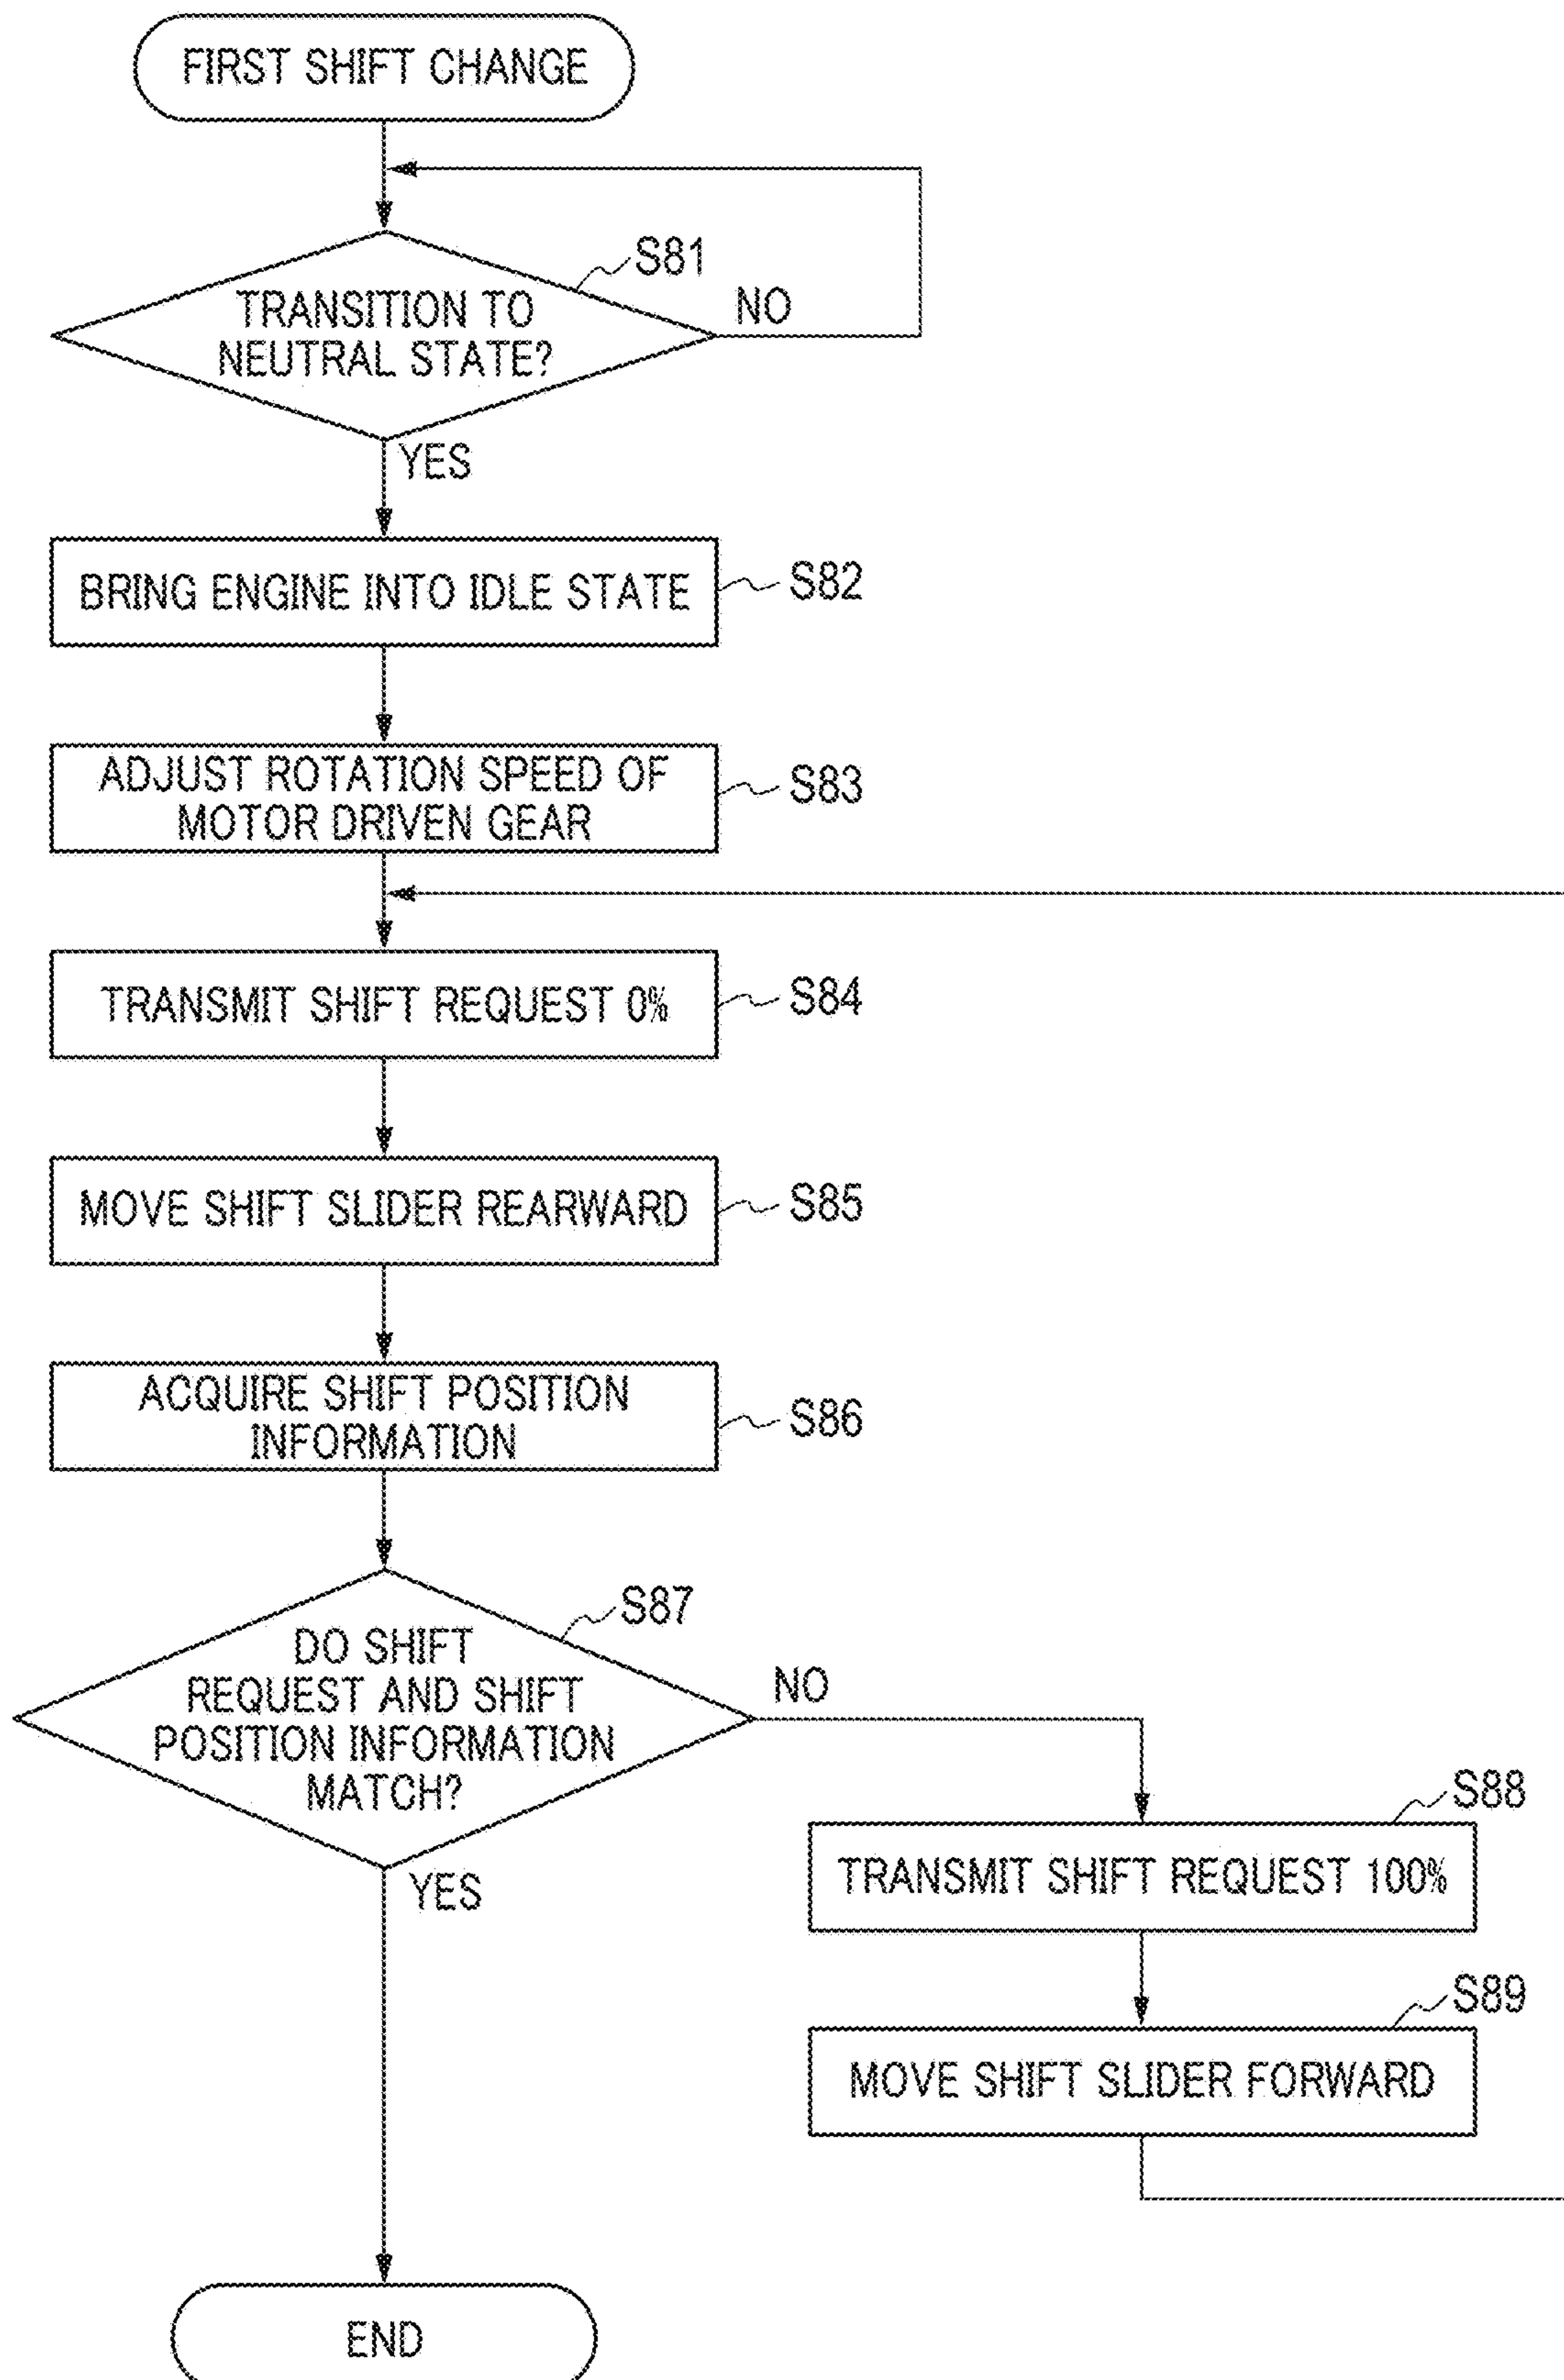 FIRST SHIFT CHANGE
S81
TRANSITION TO
NEUTRAL STATE?
NO
YES
BRING ENGINE INTO IDLE STATE
S82
ADJUST ROTATION SPEED OF
MOTOR DRIVEN GEAR
S83
TRANSMIT SHIFT REQUEST 0%
S84
MOVE SHIFT SLIDER REARWARD
S85
ACQUIRE SHIFT POSITION
INFORMATION
S86
S87
DO SHIFT
REQUEST AND SHIFT
POSITION INFORMATION
MATCH?
NO
YES
S88
TRANSMIT SHIFT REQUEST 100%
S89
MOVE SHIFT SLIDER FORWARD
END